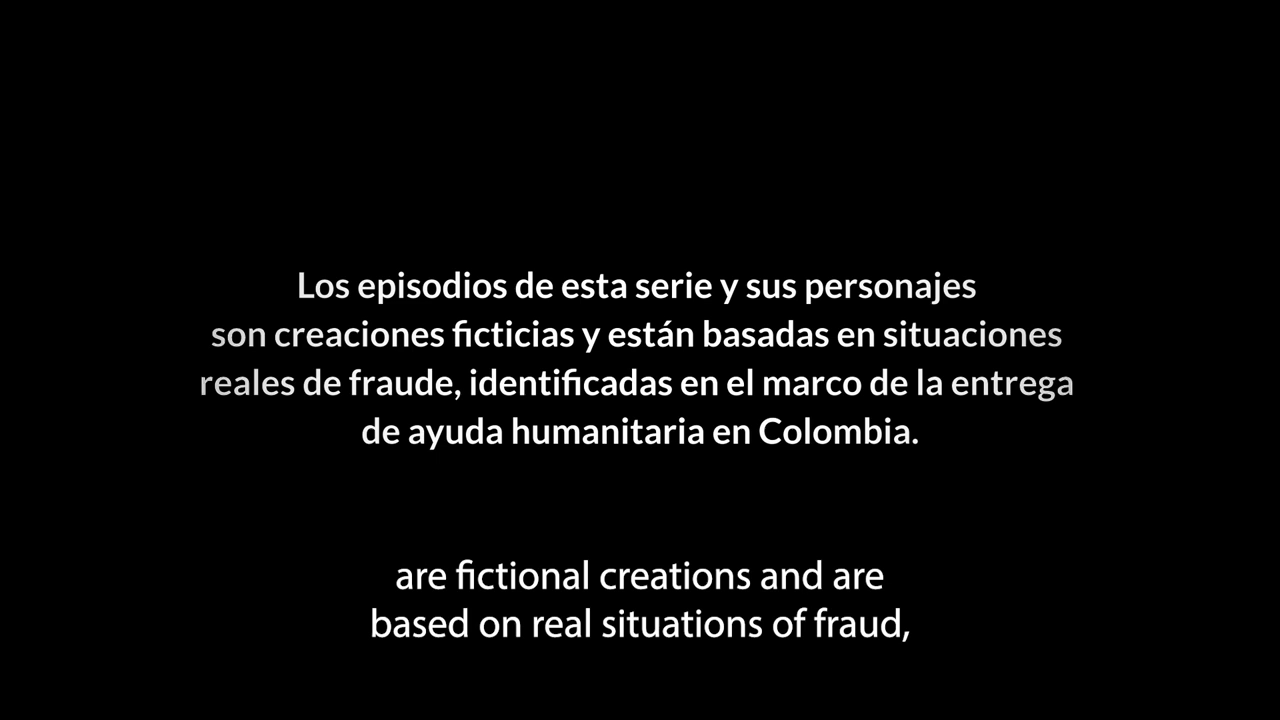 Los episodios de esta serie y sus personajes
son creaciones ficticias y están basadas en situaciones
reales de fraude, identificadas en el marco de la entrega
de ayuda humanitaria en Colombia.
are fictional creations and are
based on real situations of fraud,